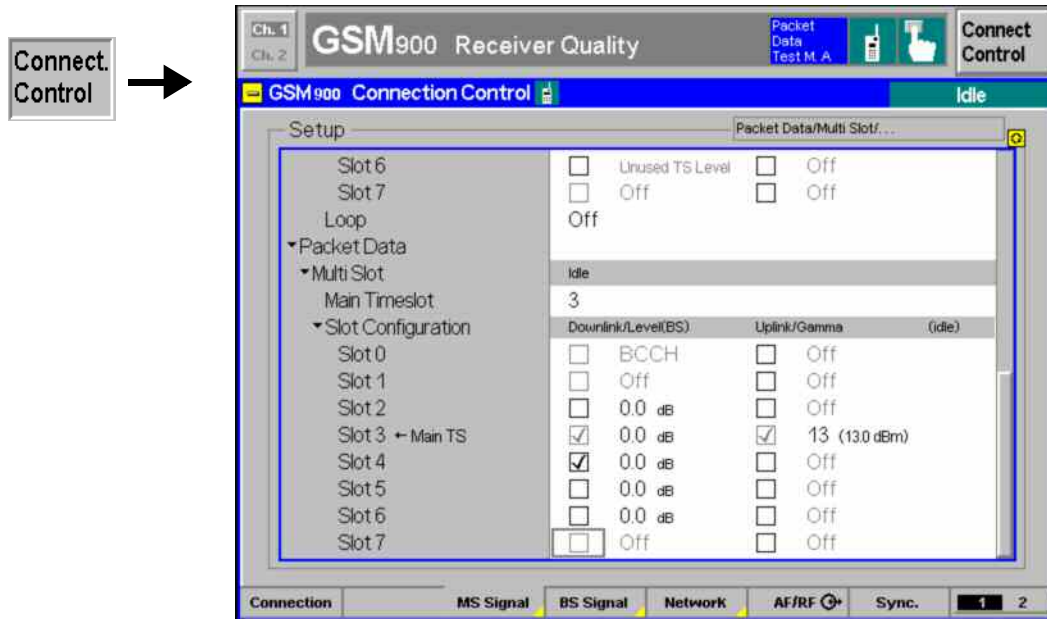 Connect.
Control
Ch. 1
Ch. 2
GSM900 Receiver Quality
Packet
Data
Test M. A
Connect
Control
GSM900 Connection Control
Idle
Setup
Packet Data/Multi Slot/...
Slot 6 Unused TS Level Off
Slot 7 Off Off
Loop Off
Packet Data
Multi Slot Idle
Main Timeslot 3
Slot Configuration Downlink/Level(BS) Uplink/Gamma (idle)
Slot 0 BCCH Off
Slot 1 Off Off
Slot 2 0.0 dB Off
Slot 3 ← Main TS 0.0 dB 13 (13.0 dBm)
Slot 4 0.0 dB Off
Slot 5 0.0 dB Off
Slot 6 0.0 dB Off
Slot 7 Off Off
Connection MS Signal BS Signal Network AF/RF Sync. 1 2